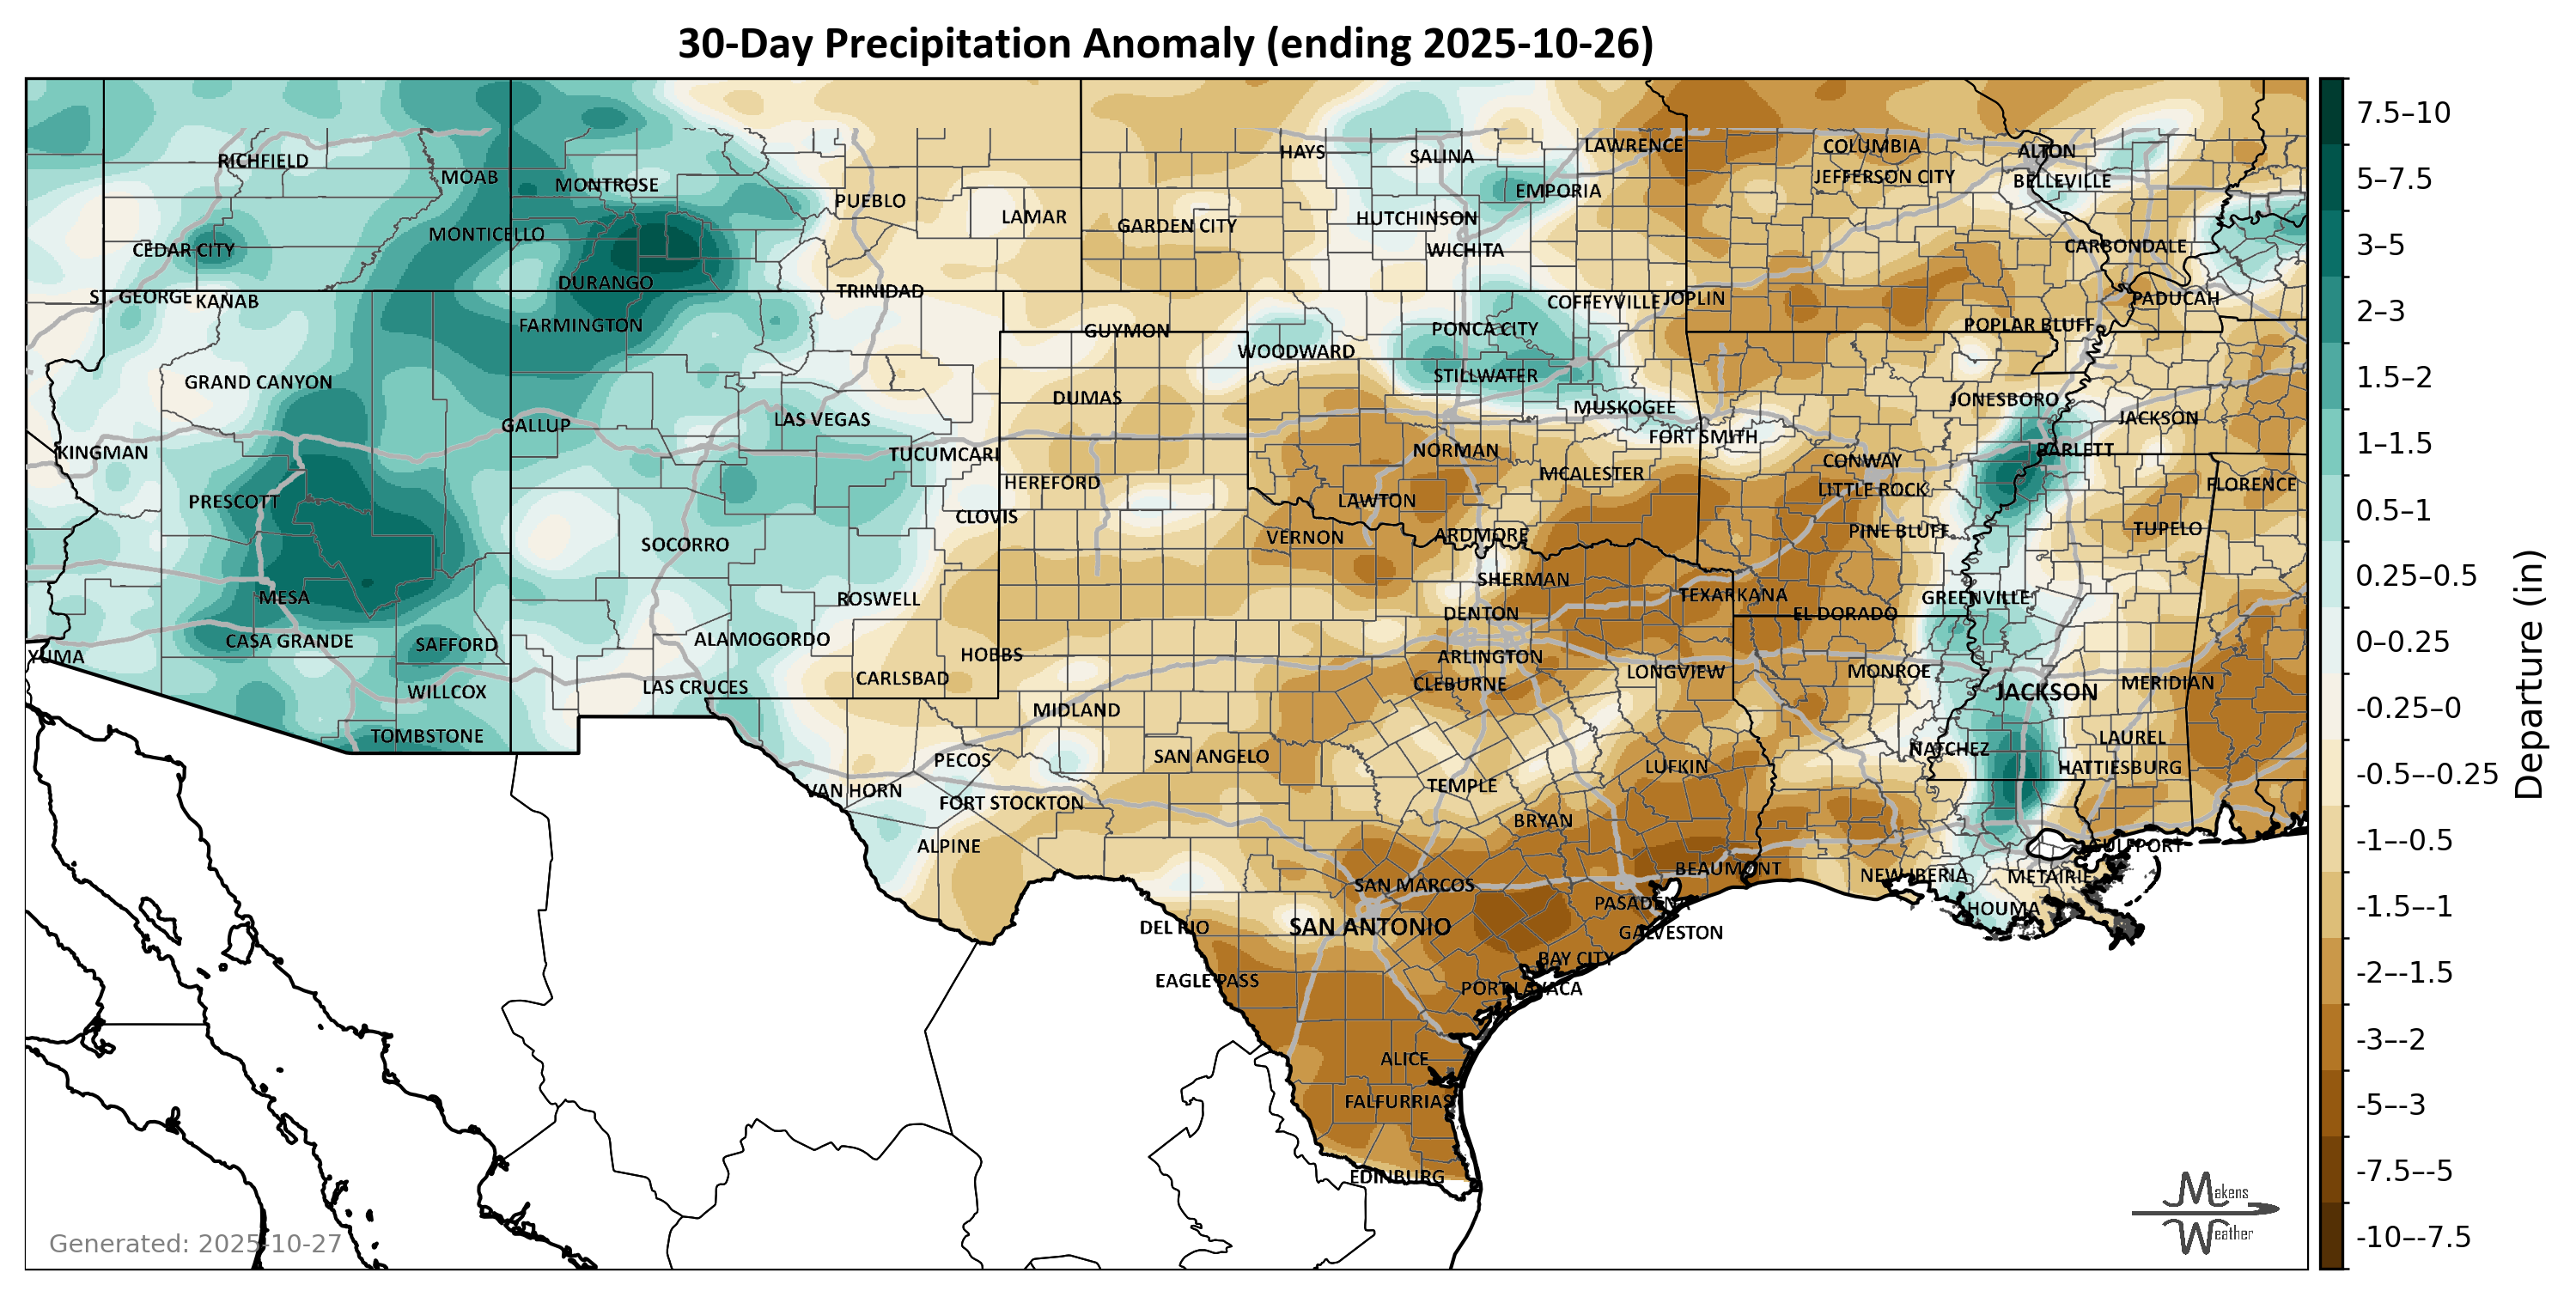 30-Day Precipitation Anomaly (ending 2025-10-26)
RICHFIELD
MOAB
MONTROSE
PUEBLO
LAMAR
HAYS
SALINA
LAWRENCE
COLUMBIA
ALTON
JEFFERSON CITY
BELLEVILLE
EMPORIA
GARDEN CITY
HUTCHINSON
WICHITA
CEDAR CITY
MONTICELLO
CARBONDALE
DURANGO
TRINIDAD
ST. GEORGE
KANAB
COFFEYVILLE
JOPLIN
PADUCAH
FARMINGTON
GUYMON
PONCA CITY
POPLAR BLUFF
WOODWARD
GRAND CANYON
DUMAS
STILLWATER
JONESBORO
MUSKOGEE
GALLUP
LAS VEGAS
JACKSON
FORT SMITH
KINGMAN
TUCUMCARI
NORMAN
BARLETT
CONWAY
MCALESTER
HEREFORD
LITTLE ROCK
FLORENCE
PRESCOTT
LAWTON
CLOVIS
PINE BLUFF
TUPELO
SOCORRO
VERNON
ARDMORE
SHERMAN
MESA
ROSWELL
TEXARKANA
GREENVILLE
DENTON
EL DORADO
CASA GRANDE
SAFFORD
ALAMOGORDO
YUMA
HOBBS
ARLINGTON
LONGVIEW
MONROE
CARLSBAD
CLEBURNE
MERIDIAN
WILLCOX
LAS CRUCES
JACKSON
MIDLAND
TOMBSTONE
LAUREL
NATCHEZ
PECOS
SAN ANGELO
LUFKIN
HATTIESBURG
VAN HORN
TEMPLE
FORT STOCKTON
BRYAN
ALPINE
GULFPORT
BEAUMONT
NEW IBERIA
METAIRIE
SAN MARCOS
PASADENA
HOUMA
DEL RIO
SAN ANTONIO
GALVESTON
BAY CITY
EAGLE PASS
PORT LAVACA
ALICE
FALFURRIAS
EDINBURG
Generated: 2025-10-27
Makens
Weather
7.5–10
5–7.5
3–5
2–3
1.5–2
1–1.5
0.5–1
0.25–0.5
0–0.25
-0.25–0
-0.5–-0.25
-1–-0.5
-1.5–-1
-2–-1.5
-3–-2
-5–-3
-7.5–-5
-10–-7.5
Departure (in)